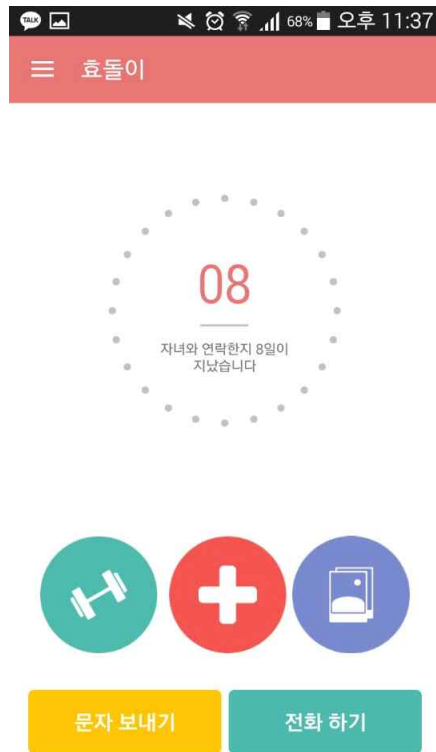 TALK 68% 오후 11:37
효돌이
08
자녀와 연락한지 8일이
지났습니다
문자 보내기 전화 하기